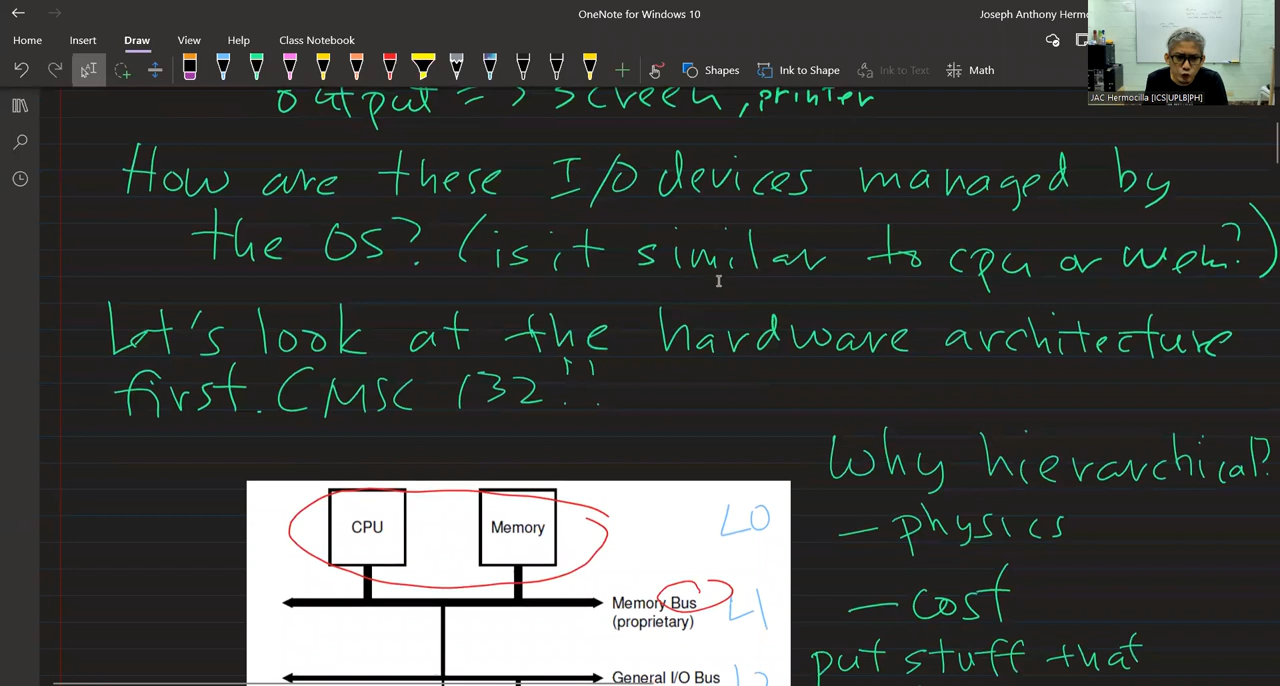 OneNote for Windows 10
Joseph Anthony Hermo
Home Insert Draw View Help Class Notebook
Shapes Ink to Shape Ink to Text Math
JAC Hermocilla [ICS|UPLB|PH]
output => screen, printer
How are these I/O devices managed by
the OS? (is it similar to cpu or mem?)
Let's look at the hardware architecture
first. CMSC 132!!
Why hierarchical?
- physics
- cost
put stuff that
CPU Memory L0
Memory Bus L1
(proprietary)
General I/O Bus L2